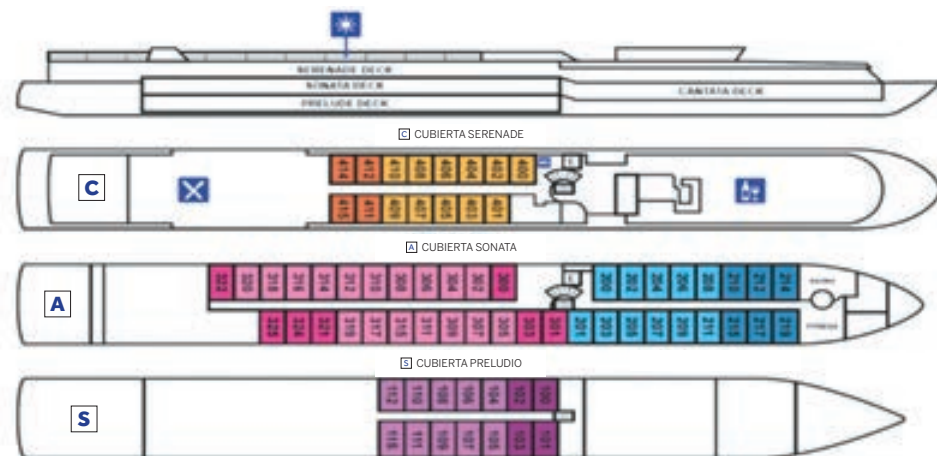 SERENADE DECK
SONATA DECK
CANTATA DECK
PRELUDE DECK
C CUBIERTA SERENADE
414 412 410 408 406 404 402 400
C
415 411 409 407 405 403 401
A CUBIERTA SONATA
322 320 318 316 314 312 310 308 306 304 302 300 200 202 204 206 208 210 212 214
A
325 321 319 317 315 311 309 307 305 303 301 201 203 205 207 209 211 215 217 219
FITNESS
S CUBIERTA PRELUDIO
112 110 108 106 104 102 100
S
111 109 107 105 103 101